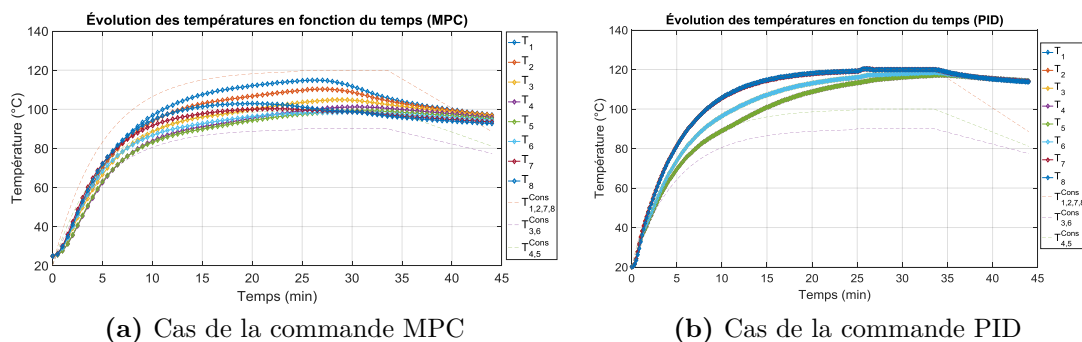 Évolution des températures en fonction du temps (MPC)
140
120
100
80
60
40
20
0
5
10
15
20
25
30
35
40
45
Température (°C)
Temps (min)
T1
T2
T3
T4
T5
T6
T7
T8
T Cons 1,2,7,8
T Cons 3,6
T Cons 4,5
(a) Cas de la commande MPC
Évolution des températures en fonction du temps (PID)
140
120
100
80
60
40
20
0
5
10
15
20
25
30
35
40
45
Température (°C)
Temps (min)
T1
T2
T3
T4
T5
T6
T7
T8
T Cons 1,2,7,8
T Cons 3,6
T Cons 4,5
(b) Cas de la commande PID